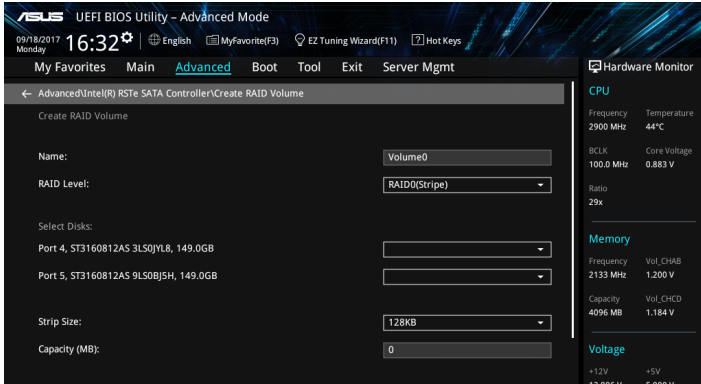 ASUS UEFI BIOS Utility – Advanced Mode
09/18/2017 Monday 16:32 English MyFavorite(F3) EZ Tuning Wizard(F11) ? Hot Keys
My Favorites Main Advanced Boot Tool Exit Server Mgmt
Hardware Monitor
← Advanced\Intel(R) RSTe SATA Controller\Create RAID Volume
Create RAID Volume
Name: Volume0
RAID Level: RAID0(Stripe)
Select Disks:
Port 4, ST3160812AS 3LS0JYL8, 149.0GB
Port 5, ST3160812AS 9LS0BJ5H, 149.0GB
Strip Size: 128KB
Capacity (MB): 0
CPU
Frequency Temperature
2900 MHz 44°C
BCLK Core Voltage
100.0 MHz 0.883 V
Ratio
29x
Memory
Frequency Vol_CHAB
2133 MHz 1.200 V
Capacity Vol_CHCD
4096 MB 1.184 V
Voltage
+12V +5V